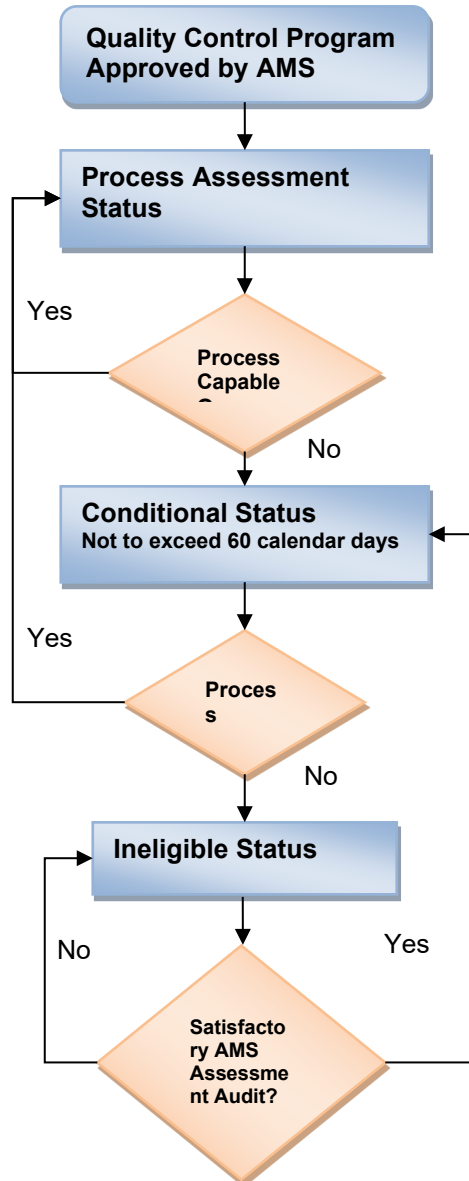 Quality Control Program
Approved by AMS
Process Assessment
Status
Yes
Process
Capable
No
Conditional Status
Not to exceed 60 calendar days
Yes
Proces
s
No
Ineligible Status
No
Yes
Satisfacto
ry AMS
Assessme
nt Audit?